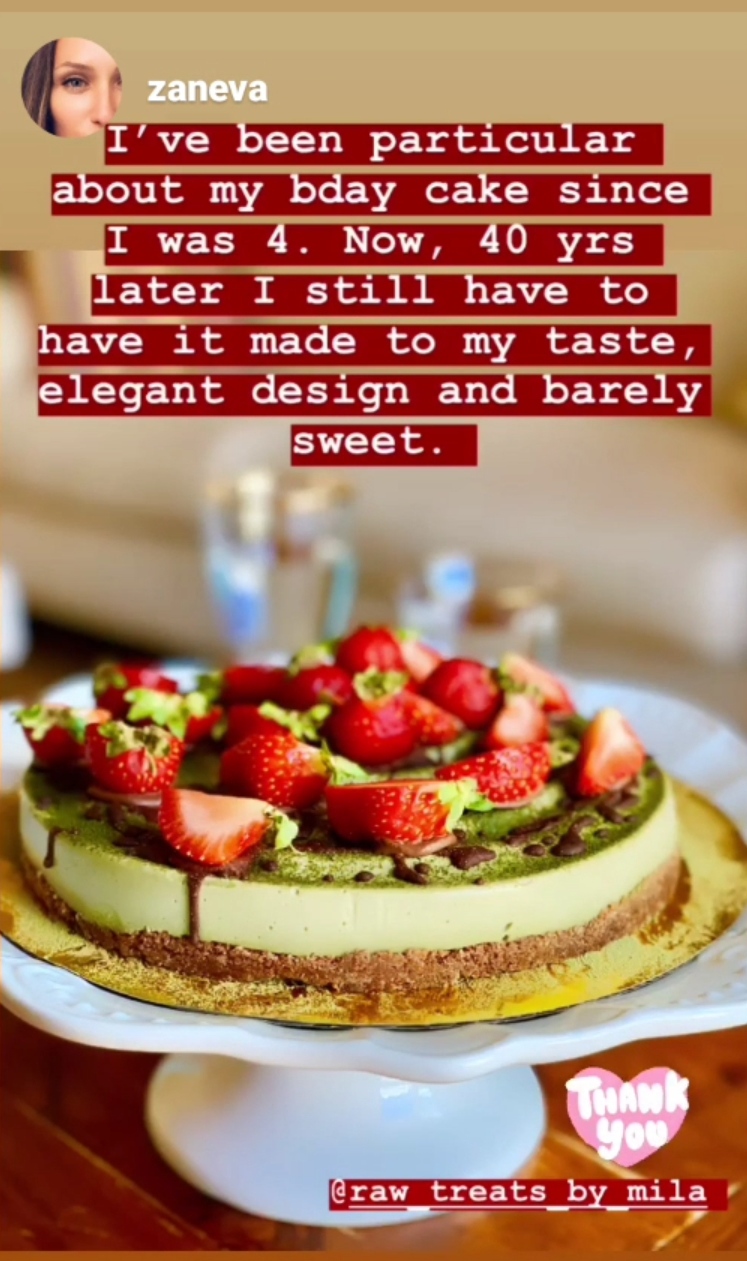 zaneva
I’ve been particular
about my bday cake since
I was 4. Now, 40 yrs
later I still have to
have it made to my taste,
elegant design and barely
sweet.
THANK
YOU
@raw_treats_by_mila